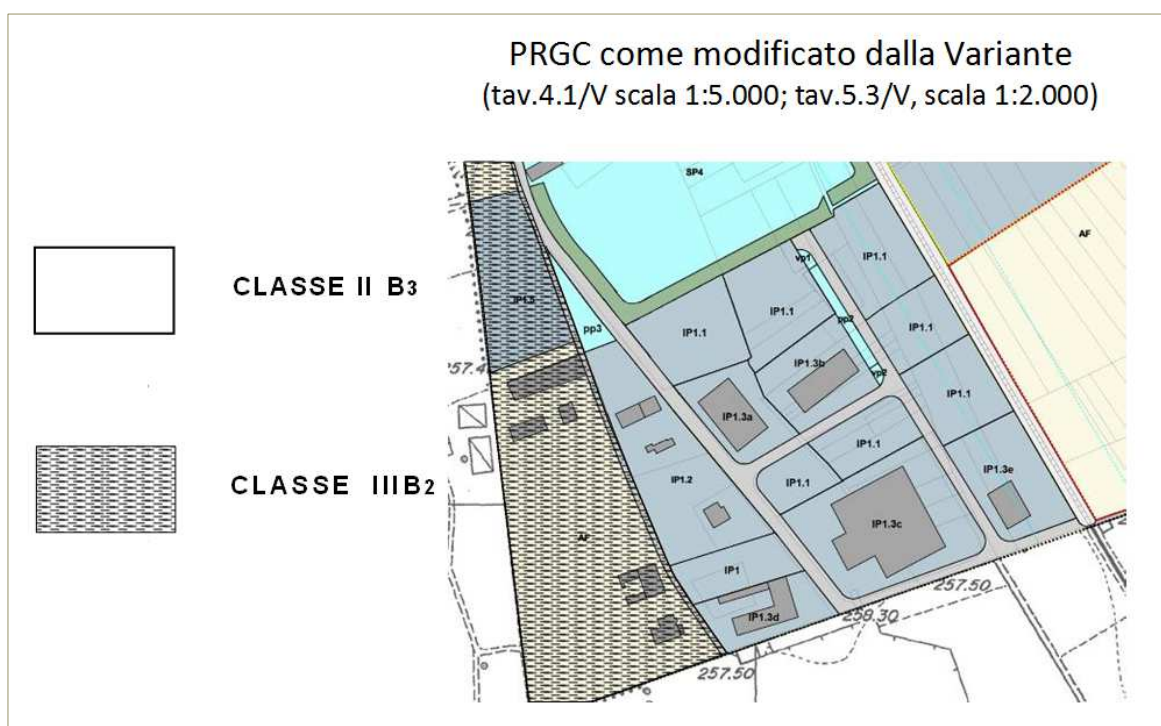 PRGC come modificato dalla Variante
(tav.4.1/V scala 1:5.000; tav.5.3/V, scala 1:2.000)
CLASSE II B3
CLASSE IIIB2
SP4
AF
vp1
IP1.1
IP1.5
pp3
IP1.1
IP1.1
pp2
IP1.1
257.4
IP1.3b
vp2
IP1.1
IP1.3a
IP1.1
IP1.2
IP1.1
IP1.3e
IP1.3c
AF
IP1
257.50
IP1.3d
258.30
257.50